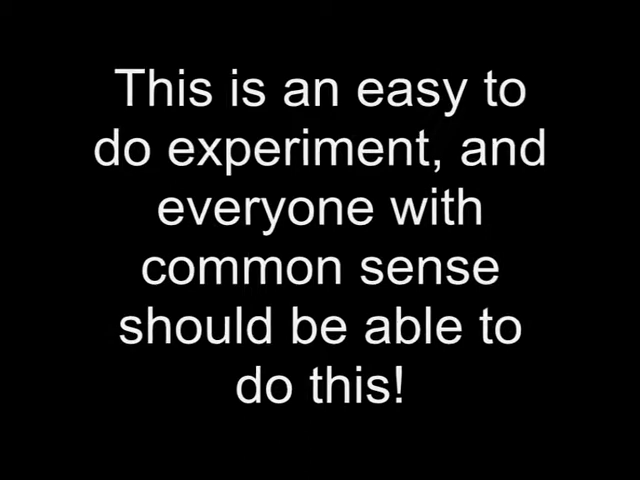 This is an easy to
do experiment, and
everyone with
common sense
should be able to
do this!